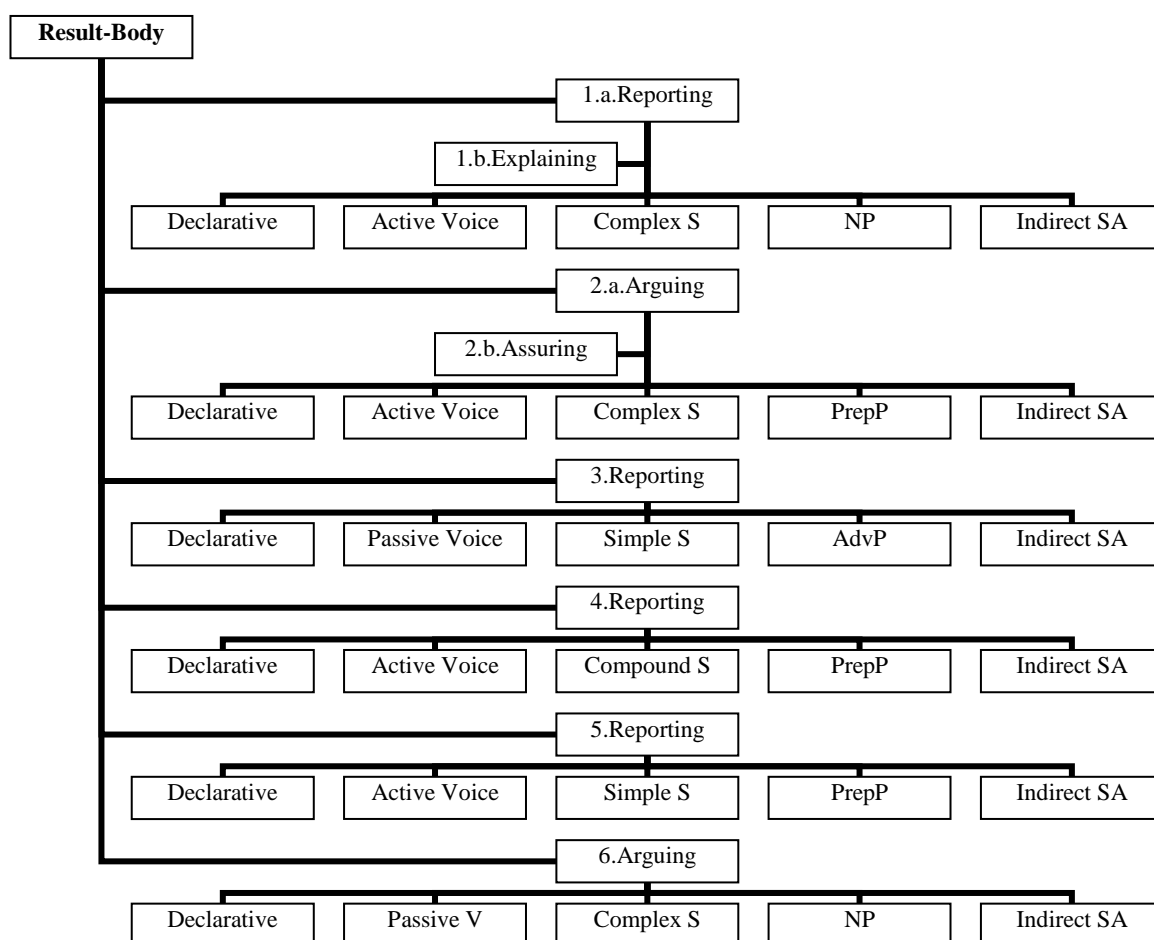 Result-Body
1.a.Reporting
1.b.Explaining
Declarative
Active Voice
Complex S
NP
Indirect SA
2.a.Arguing
2.b.Assuring
Declarative
Active Voice
Complex S
PrepP
Indirect SA
3.Reporting
Declarative
Passive Voice
Simple S
AdvP
Indirect SA
4.Reporting
Declarative
Active Voice
Compound S
PrepP
Indirect SA
5.Reporting
Declarative
Active Voice
Simple S
PrepP
Indirect SA
6.Arguing
Declarative
Passive V
Complex S
NP
Indirect SA